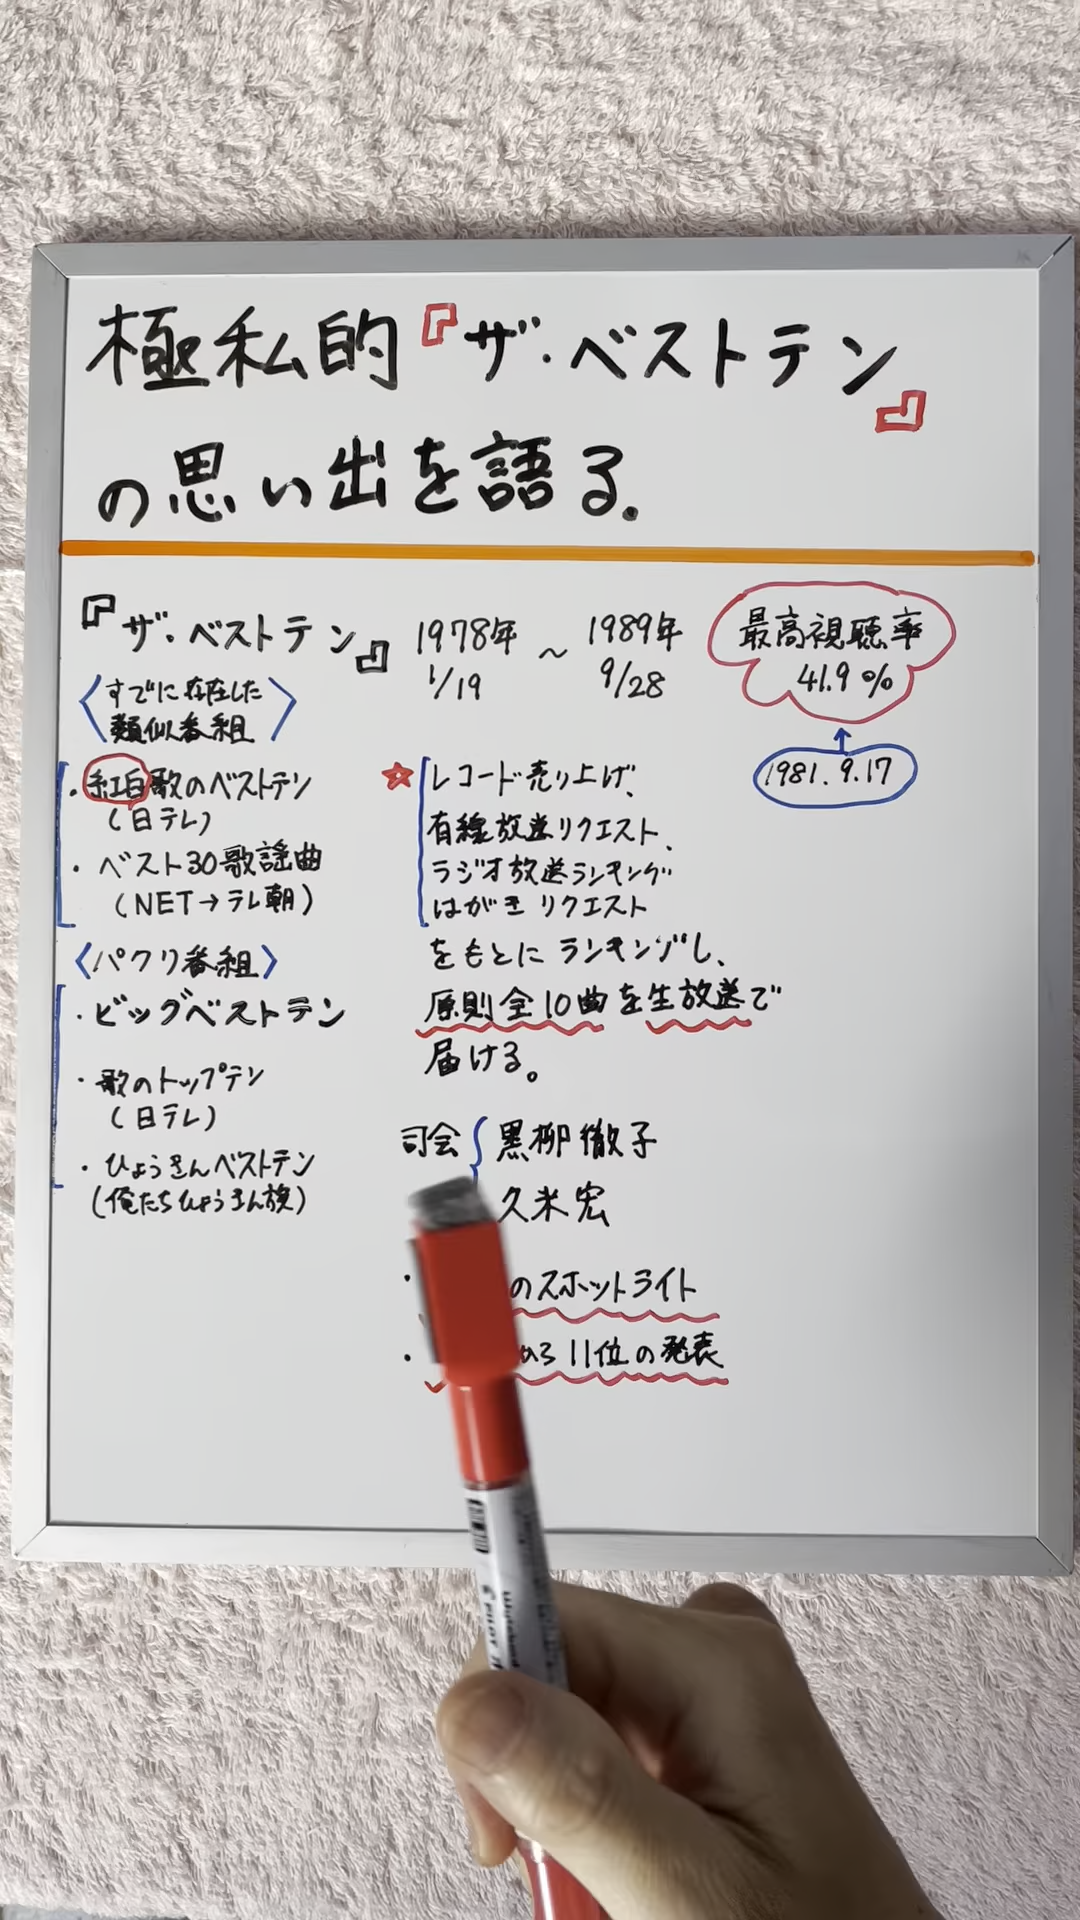 極私的『ザ・ベストテン』
の思い出を語る.
『ザ・ベストテン』
1978年 1/19 ～ 1989年 9/28
最高視聴率
41.9%
↑
1981.9.17
〈すでに存在した
類似番組〉
・紅白歌のベストテン
(日テレ)
・ベスト30歌謡曲
(NET→テレ朝)
〈パクリ番組〉
・ビッグベストテン
・歌のトップテン
(日テレ)
・ひょうきんベストテン
(俺たちひょうきん族)
☆レコード売り上げ、
有線放送リクエスト、
ラジオ放送ランキング
はがきリクエスト
をもとにランキングし、
原則全10曲を生放送で
届ける。
司会 { 黒柳徹子
久米宏
・ のスポットライト
・ 11位の発表